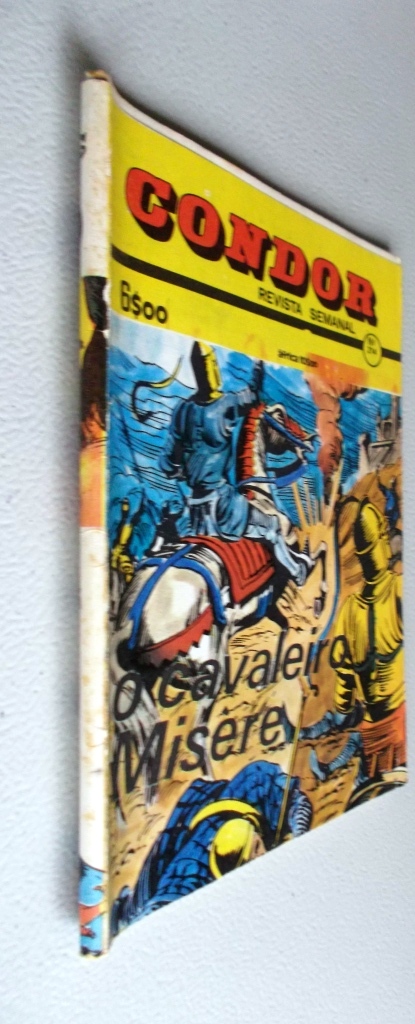 CONDOR
REVISTA SEMANAL
6$00
o cavaleiro
Misère